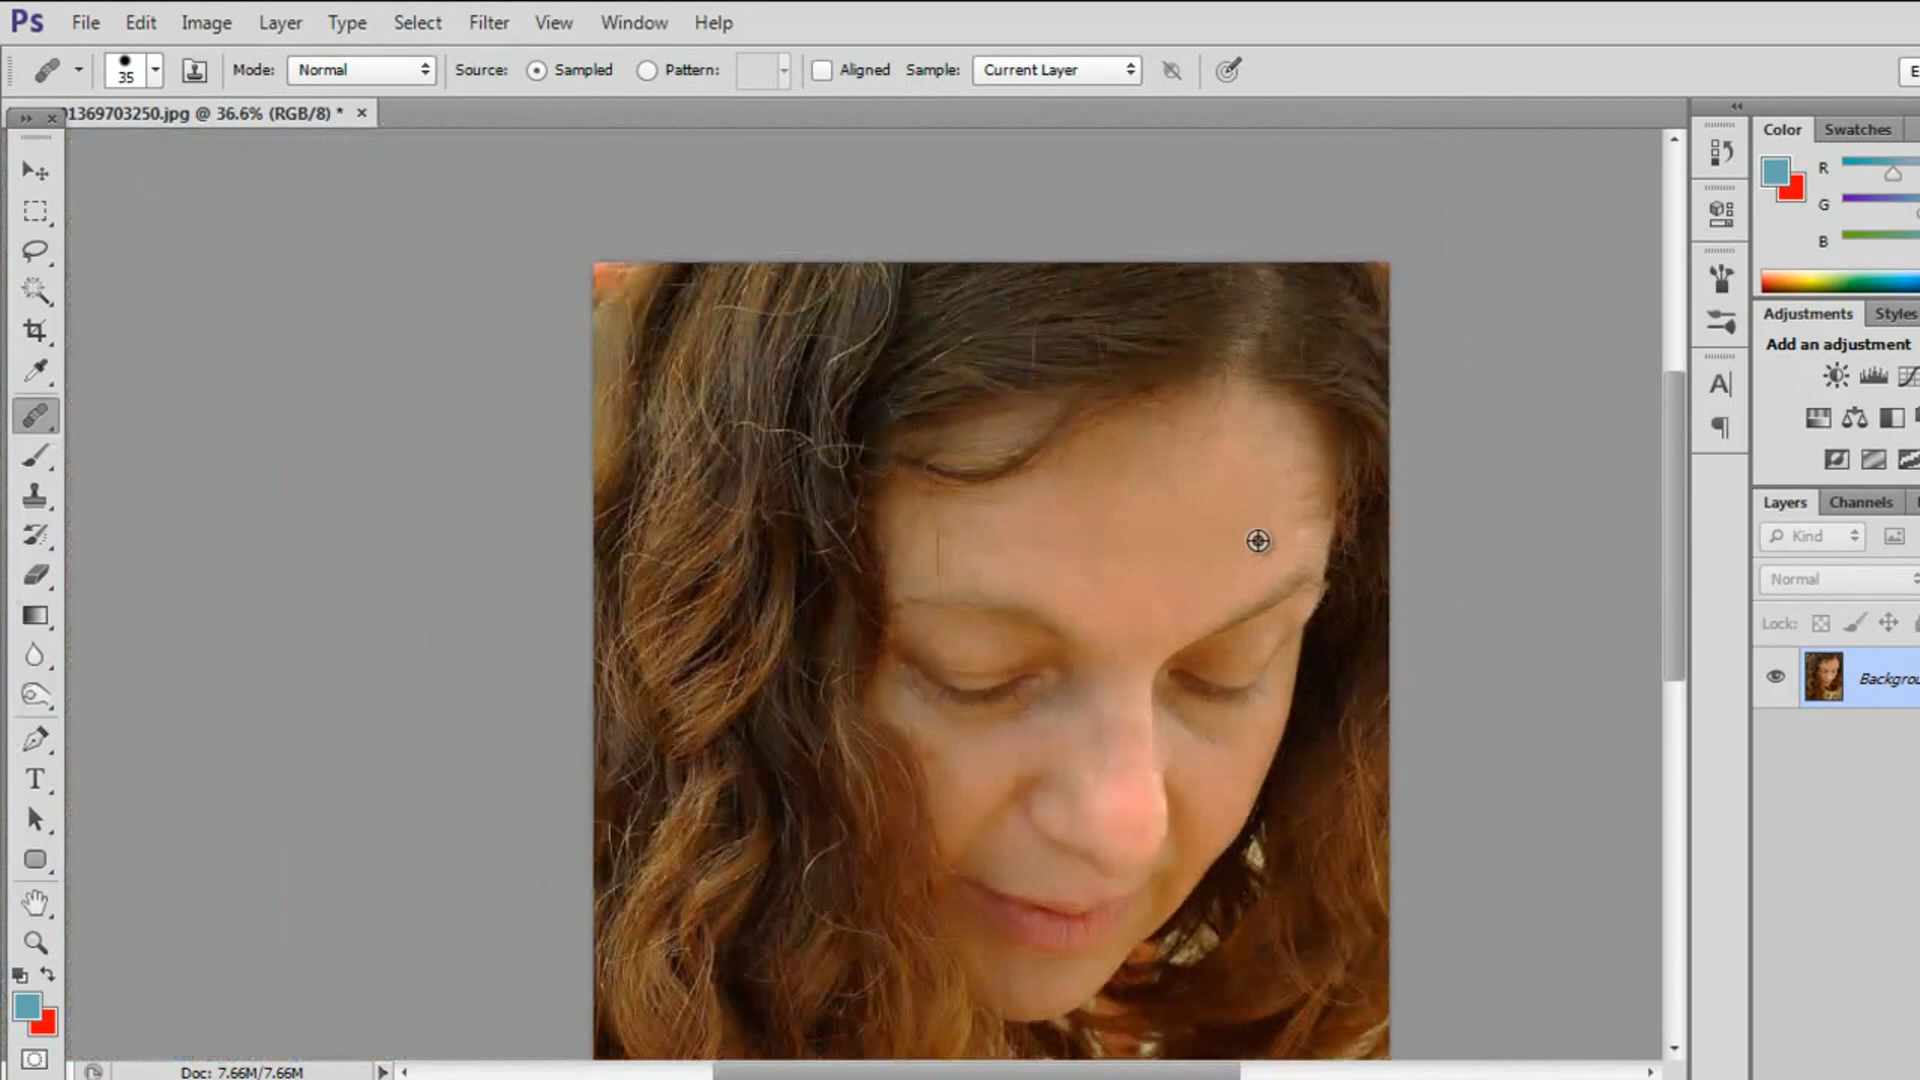 Ps File Edit Image Layer Type Select Filter View Window Help
35 Mode: Normal Source: Sampled Pattern: Aligned Sample: Current Layer
01369703250.jpg @ 36.6% (RGB/8) *
Color Swatches
R
G
B
Adjustments Styles
Add an adjustment
Layers Channels
Kind
Normal
Lock:
Backgrou
Doc: 7.66M/7.66M